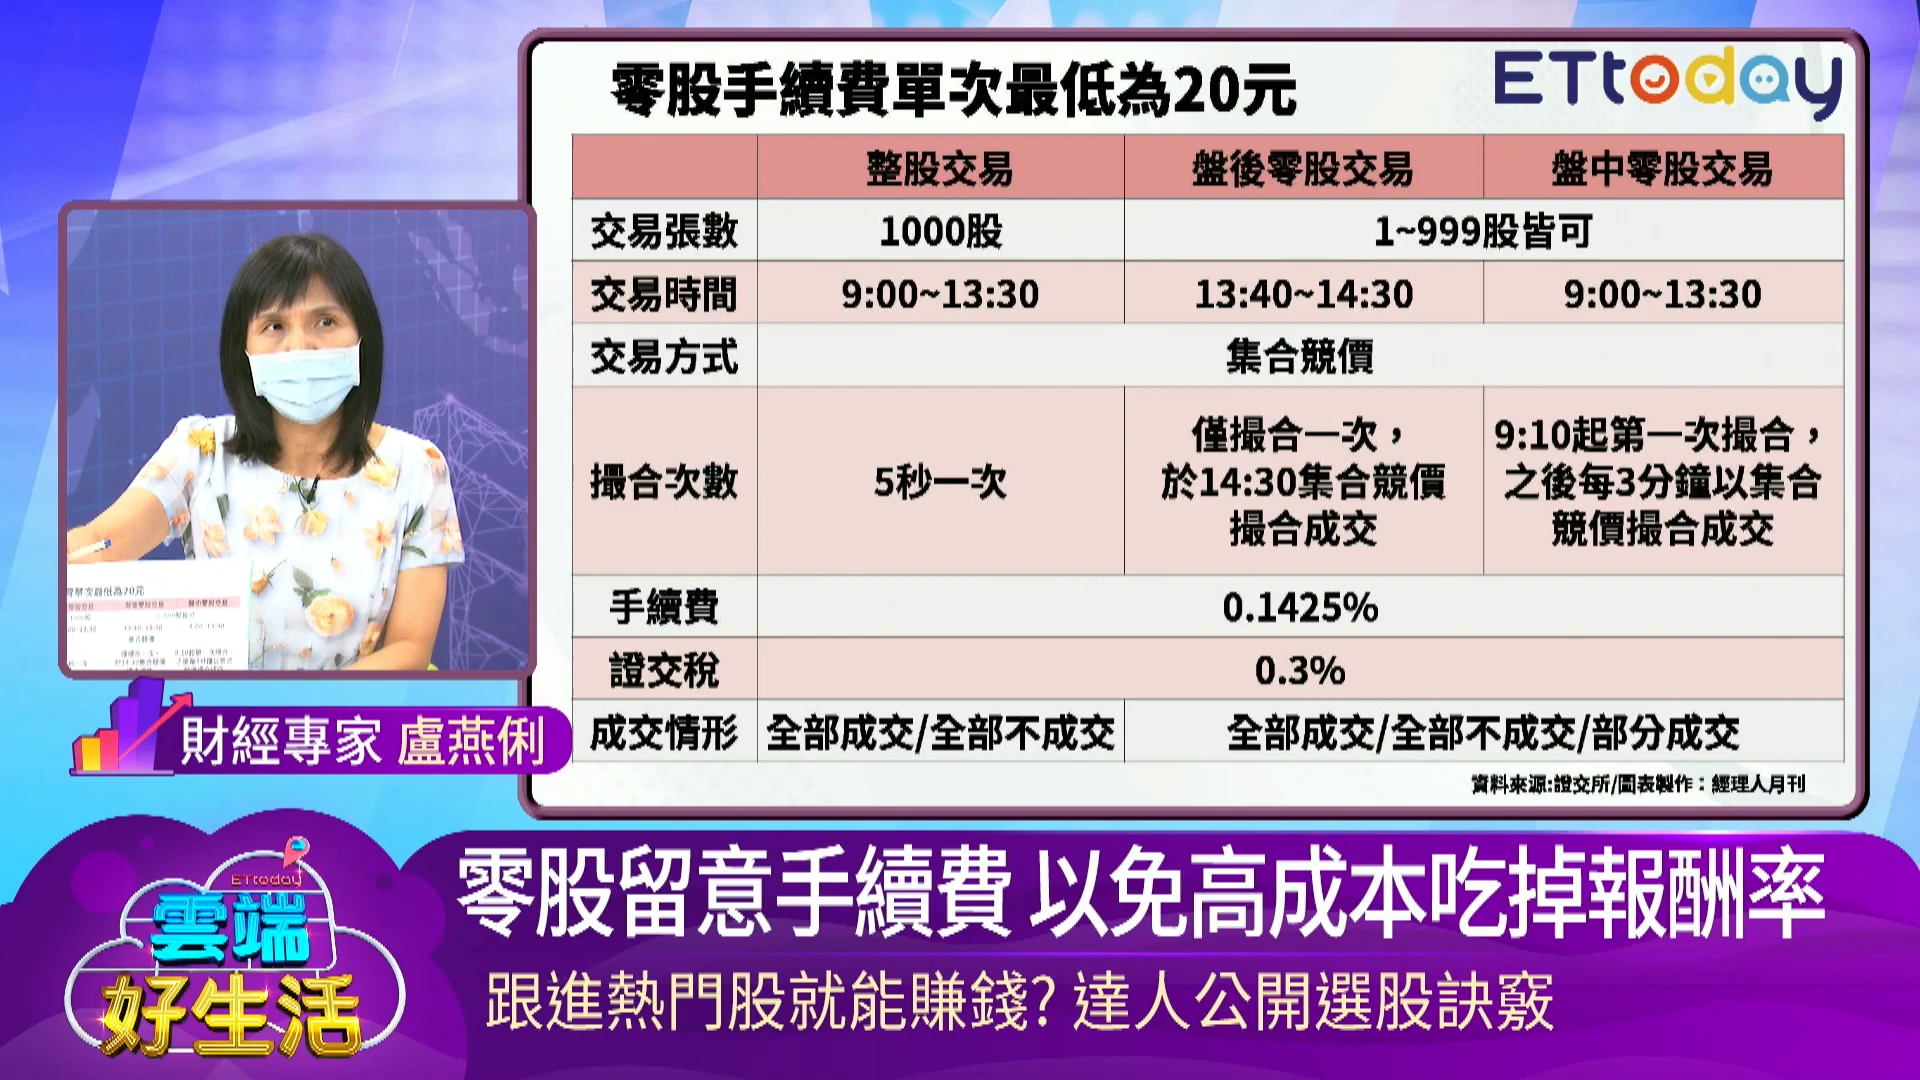 零股手續費單次最低為20元
ETtoday
整股交易 盤後零股交易 盤中零股交易
交易張數 1000股 1~999股皆可
交易時間 9:00~13:30 13:40~14:30 9:00~13:30
交易方式 集合競價
撮合次數 5秒一次
僅撮合一次，
於14:30集合競價
撮合成交
9:10起第一次撮合，
之後每3分鐘以集合
競價撮合成交
手續費 0.1425%
證交稅 0.3%
成交情形 全部成交/全部不成交 全部成交/全部不成交/部分成交
資料來源:證交所/圖表製作：經理人月刊
單次最低為20元
財經專家 盧燕俐
ETtoday
雲端
好生活
零股留意手續費 以免高成本吃掉報酬率
跟進熱門股就能賺錢? 達人公開選股訣竅